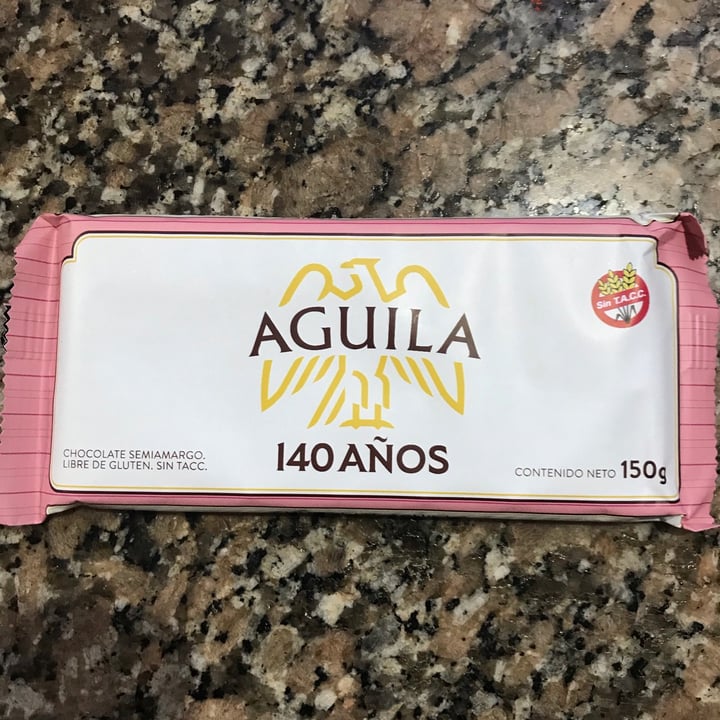 Sin T.A.C.C.
AGUILA
140 AÑOS
CHOCOLATE SEMIAMARGO.
LIBRE DE GLUTEN. SIN TACC.
CONTENIDO NETO 150g